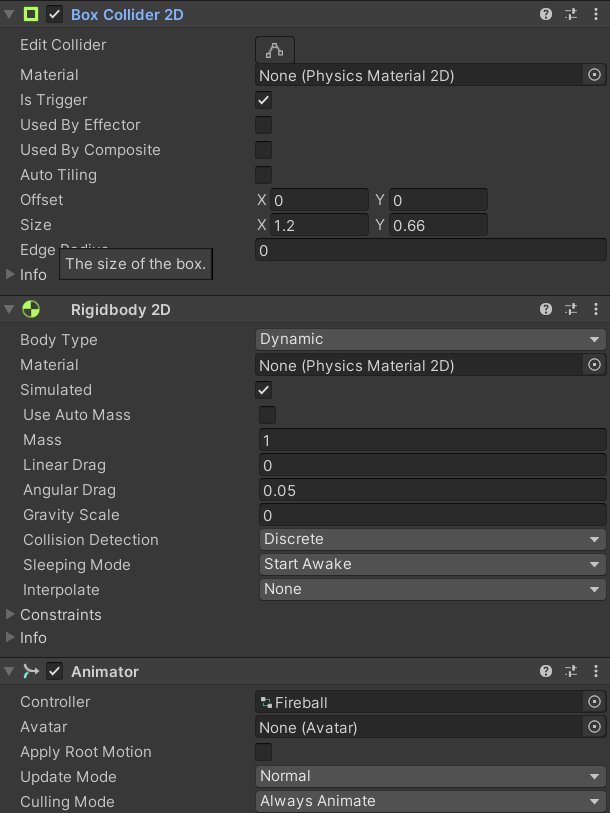 Box Collider 2D
Edit Collider
Material None (Physics Material 2D)
Is Trigger
Used By Effector
Used By Composite
Auto Tiling
Offset X 0 Y 0
Size X 1.2 Y 0.66
Edge Radius 0
The size of the box.
Info
Rigidbody 2D
Body Type Dynamic
Material None (Physics Material 2D)
Simulated
Use Auto Mass
Mass 1
Linear Drag 0
Angular Drag 0.05
Gravity Scale 0
Collision Detection Discrete
Sleeping Mode Start Awake
Interpolate None
Constraints
Info
Animator
Controller Fireball
Avatar None (Avatar)
Apply Root Motion
Update Mode Normal
Culling Mode Always Animate